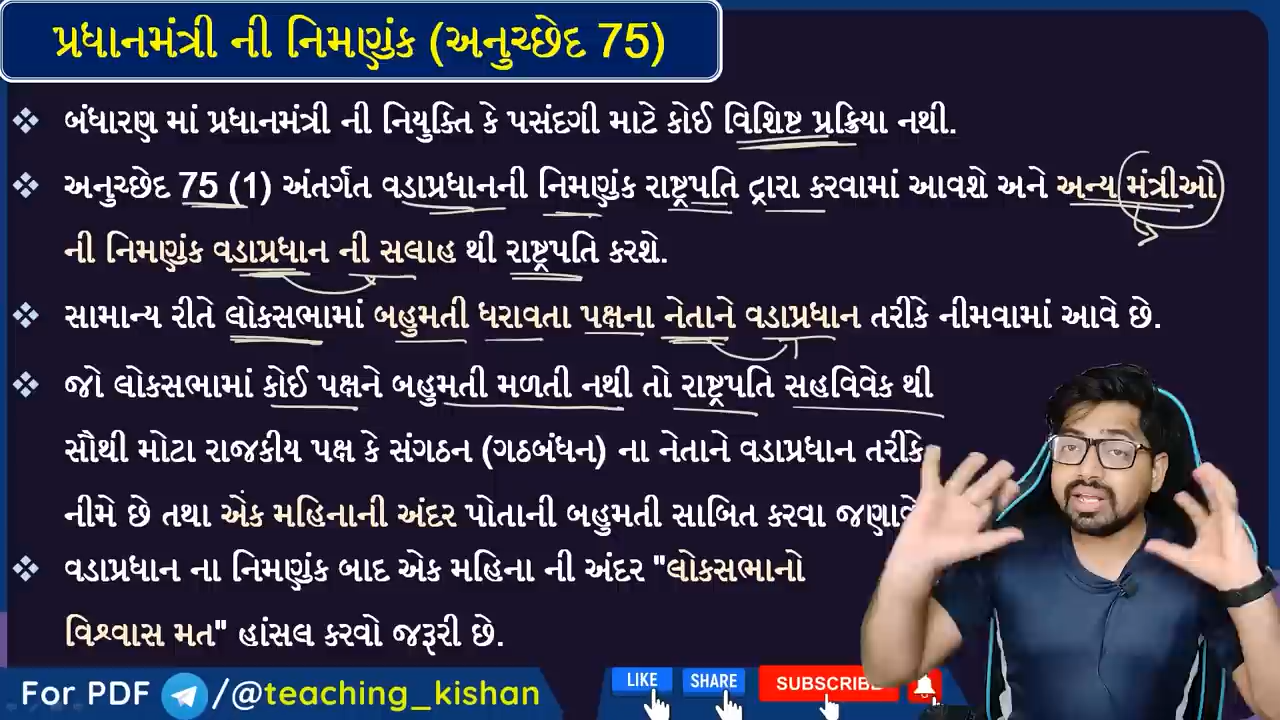 પ્રધાનમંત્રી ની નિમણુંક (અનુચ્છેદ 75)
❖ બંધારણ માં પ્રધાનમંત્રી ની નિયુક્તિ કે પસંદગી માટે કોઈ વિશિષ્ટ પ્રક્રિયા નથી.
❖ અનુચ્છેદ 75 (1) અંતર્ગત વડાપ્રધાનની નિમણુંક રાષ્ટ્રપતિ દ્રારા કરવામાં આવશે અને અન્ય મંત્રીઓ
ની નિમણુંક વડાપ્રધાન ની સલાહ થી રાષ્ટ્રપતિ કરશે.
❖ સામાન્ય રીતે લોકસભામાં બહુમતી ધરાવતા પક્ષના નેતાને વડાપ્રધાન તરીકે નીમવામાં આવે છે.
❖ જો લોકસભામાં કોઈ પક્ષને બહુમતી મળતી નથી તો રાષ્ટ્રપતિ સહવિવેક થી
સૌથી મોટા રાજકીય પક્ષ કે સંગઠન (ગઠબંધન) ના નેતાને વડાપ્રધાન તરીકે
નીમે છે તથા એક મહિનાની અંદર પોતાની બહુમતી સાબિત કરવા
❖ વડાપ્રધાન ના નિમણુંક બાદ એક મહિના ની અંદર "લોકસભાનો
વિશ્વાસ મત" હાંસલ કરવો જરૂરી છે.
For PDF /@teaching_kishan
LIKE SHARE SUBSCRIBE